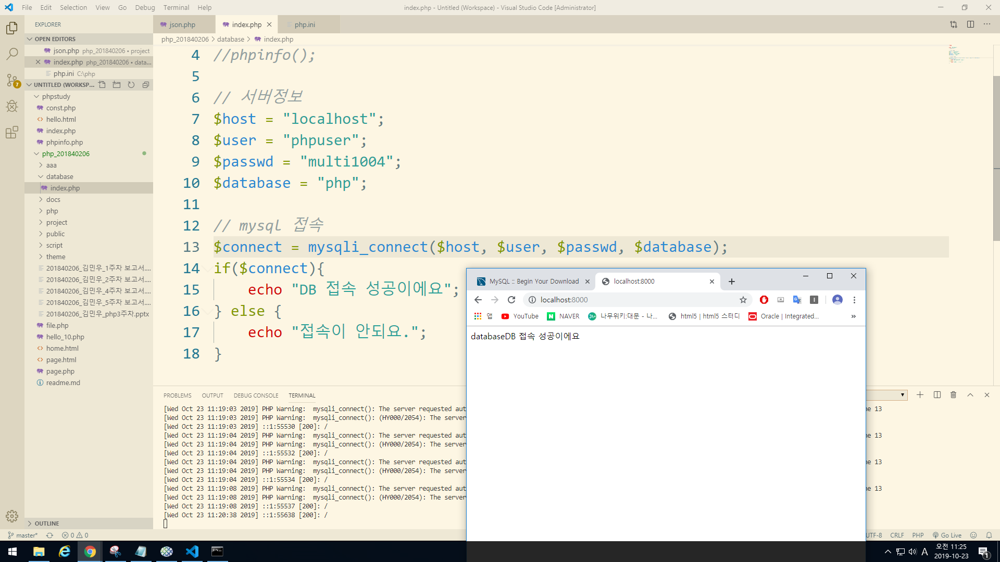 File Edit Selection View Go Debug Terminal Help
index.php - Untitled (Workspace) - Visual Studio Code [Administrator]
EXPLORER
OPEN EDITORS
json.php php_201840206 • project
index.php php_201840206 • data...
php.ini C:\php
UNTITLED (WORKSP...
phpstudy
const.php
hello.html
index.php
phpinfo.php
php_201840206
aaa
database
index.php
docs
php
project
public
script
theme
201840206_김민우_1주차 보고서....
201840206_김민우_2주차 보고서....
201840206_김민우_4주차 보고서....
201840206_김민우_5주차 보고서....
201840206_김민우_php3주차.pptx
file.php
hello_10.php
home.html
page.html
page.php
readme.md
OUTLINE
7
json.php
index.php
php.ini
php_201840206 > database > index.php
4 //phpinfo();
5
6 // 서버정보
7 $host = "localhost";
8 $user = "phpuser";
9 $passwd = "multi1004";
10 $database = "php";
11
12 // mysql 접속
13 $connect = mysqli_connect($host, $user, $passwd, $database);
14 if($connect){
15 echo "DB 접속 성공이에요";
16 } else {
17 echo "접속이 안되요.";
18 }
PROBLEMS OUTPUT DEBUG CONSOLE TERMINAL
[Wed Oct 23 11:19:03 2019] PHP Warning: mysqli_connect(): The server requested aut
ne 13
[Wed Oct 23 11:19:03 2019] PHP Warning: mysqli_connect(): (HY000/2054): The server
[Wed Oct 23 11:19:03 2019] ::1:55530 [200]: /
[Wed Oct 23 11:19:04 2019] PHP Warning: mysqli_connect(): The server requested aut
ne 13
[Wed Oct 23 11:19:04 2019] PHP Warning: mysqli_connect(): (HY000/2054): The server
[Wed Oct 23 11:19:04 2019] ::1:55532 [200]: /
[Wed Oct 23 11:19:04 2019] PHP Warning: mysqli_connect(): The server requested aut
ne 13
[Wed Oct 23 11:19:04 2019] PHP Warning: mysqli_connect(): (HY000/2054): The server
[Wed Oct 23 11:19:04 2019] ::1:55534 [200]: /
[Wed Oct 23 11:19:08 2019] PHP Warning: mysqli_connect(): The server requested aut
ne 13
[Wed Oct 23 11:19:08 2019] PHP Warning: mysqli_connect(): (HY000/2054): The server
[Wed Oct 23 11:19:08 2019] ::1:55537 [200]: /
[Wed Oct 23 11:20:38 2019] ::1:55638 [200]: /
MySQL :: Begin Your Download
localhost:8000
localhost:8000
앱 YouTube NAVER 나무위키:대문 - 나... html5 | html5 스터디 Oracle | Integrated... »
databaseDB 접속 성공이에요
master* 0 0
UTF-8 CRLF PHP Go Live
A
오전 11:25
2019-10-23
1